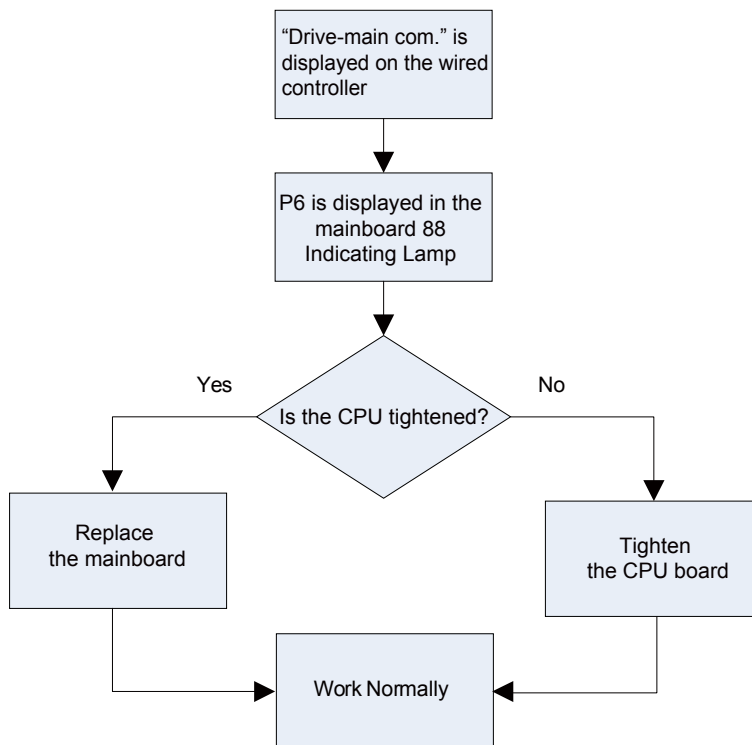 “Drive-main com.” is
displayed on the wired
controller
P6 is displayed in the
mainboard 88
Indicating Lamp
Yes
No
Is the CPU tightened?
Replace
the mainboard
Tighten
the CPU board
Work Normally